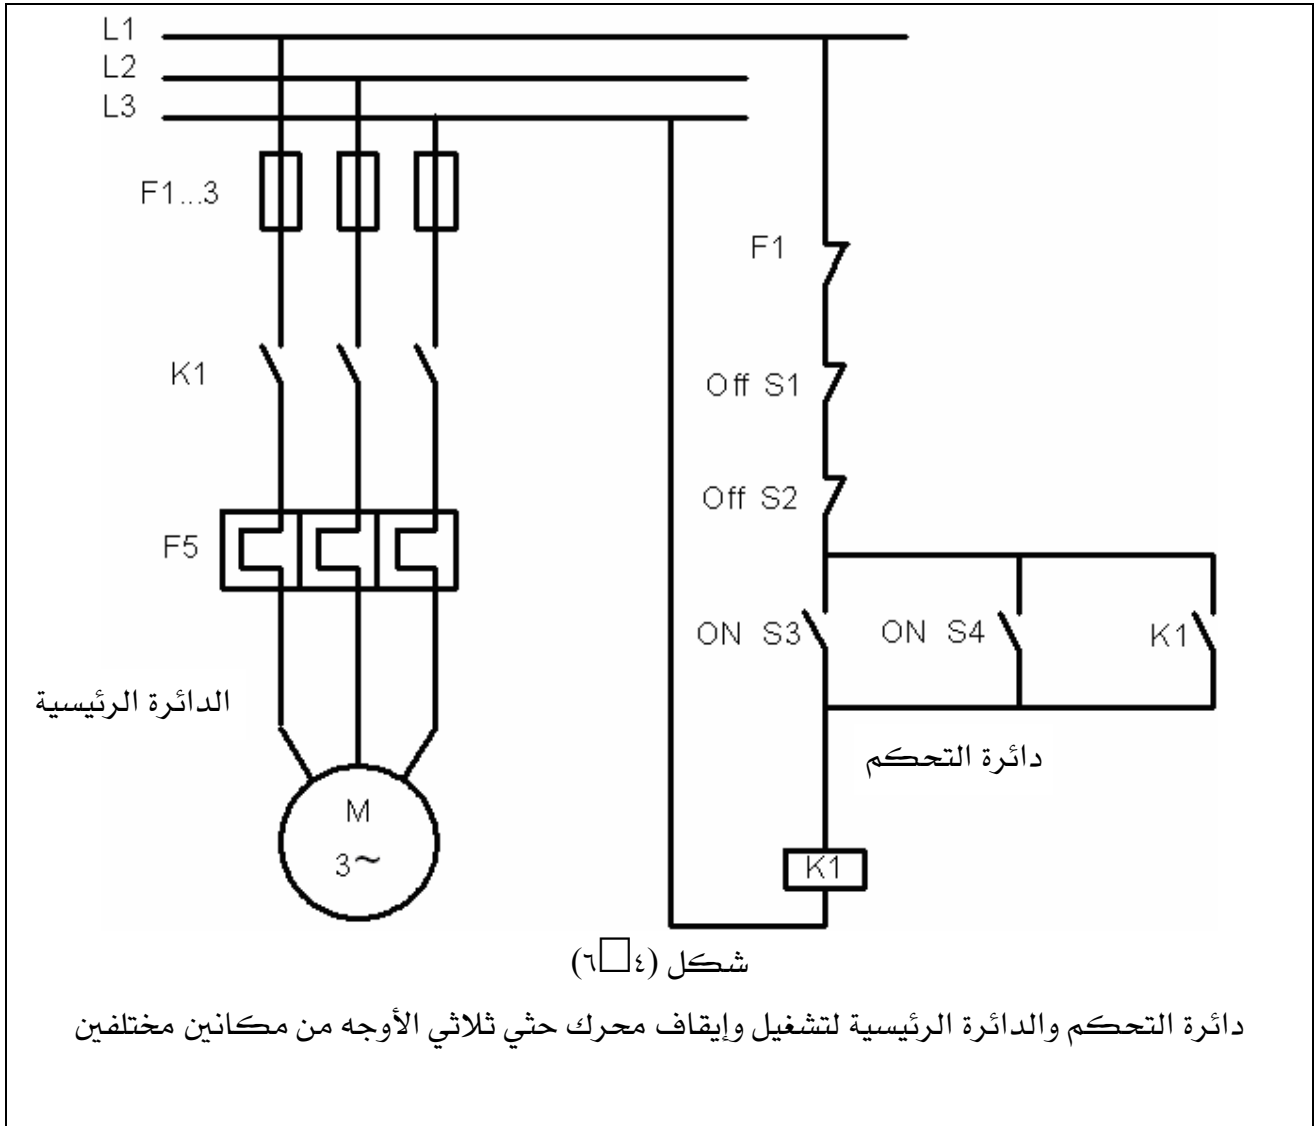 L1
L2
L3
F1...3
F1
K1
Off S1
Off S2
F5
ON S3
ON S4
K1
الدائرة الرئيسية
دائرة التحكم
M
3~
K1
شكل (٤□٦)
دائرة التحكم والدائرة الرئيسية لتشغيل وإيقاف محرك حثي ثلاثي الأوجه من مكانين مختلفين